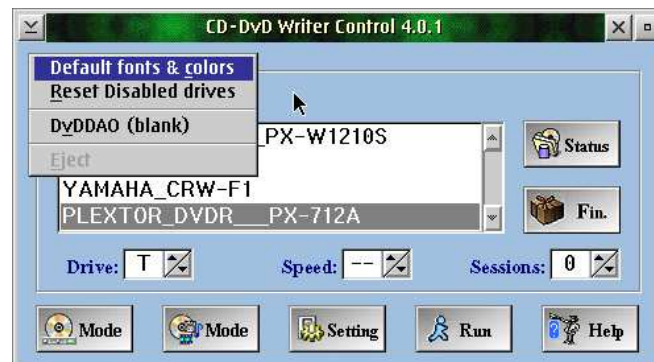 CD-DvD Writer Control 4.0.1
Default fonts & colors
Reset Disabled drives
DvDDAO (blank)
Eject
_PX-W1210S
YAMAHA_CRW-F1
PLEXTOR_DVDR___PX-712A
Status
Fin.
Drive: T Speed: -- Sessions: 0
Mode Mode Setting Run Help